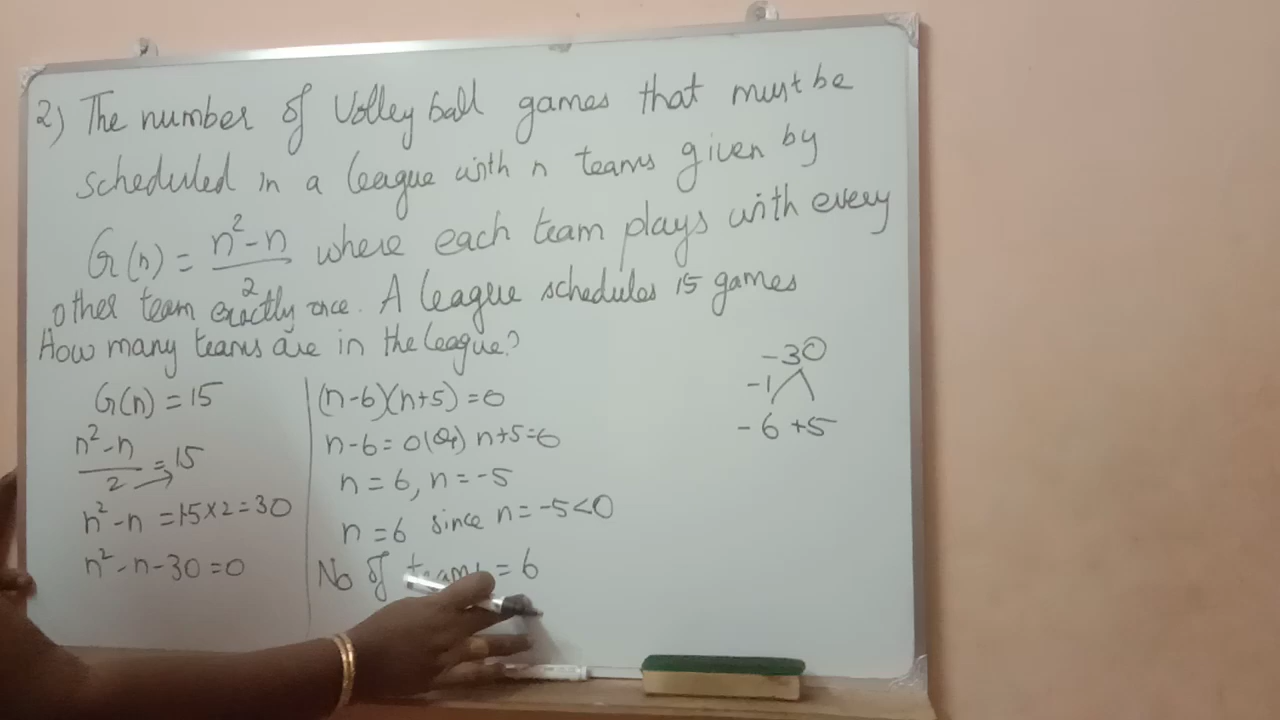 2) The number of Volley ball games that must be
scheduled in a league with n teams given by
G(n) = n²-n/2 where each team plays with every
other team exactly once. A league schedules 15 games
How many teams are in the league?
G(n) = 15
n²-n/2 = 15
n²-n = 15×2=30
n²-n-30=0
(n-6)(n+5)=0
n-6=0 (or) n+5=0
n=6, n=-5
n=6 since n=-5<0
No of teams = 6
-30
-1
-6 +5